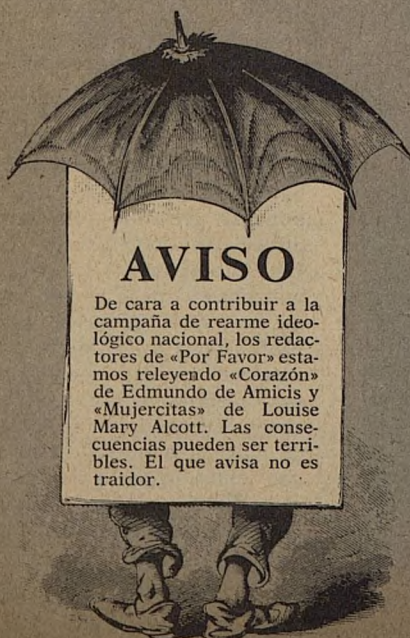 AVISO
De cara a contribuir a la
campaña de rearme ideo-
lógico nacional, los redac-
tores de «Por Favor» esta-
mos releyendo «Corazón»
de Edmundo de Amicis y
«Mujercitas» de Louise
Mary Alcott. Las conse-
cuencias pueden ser terri-
bles. El que avisa no es
traidor.